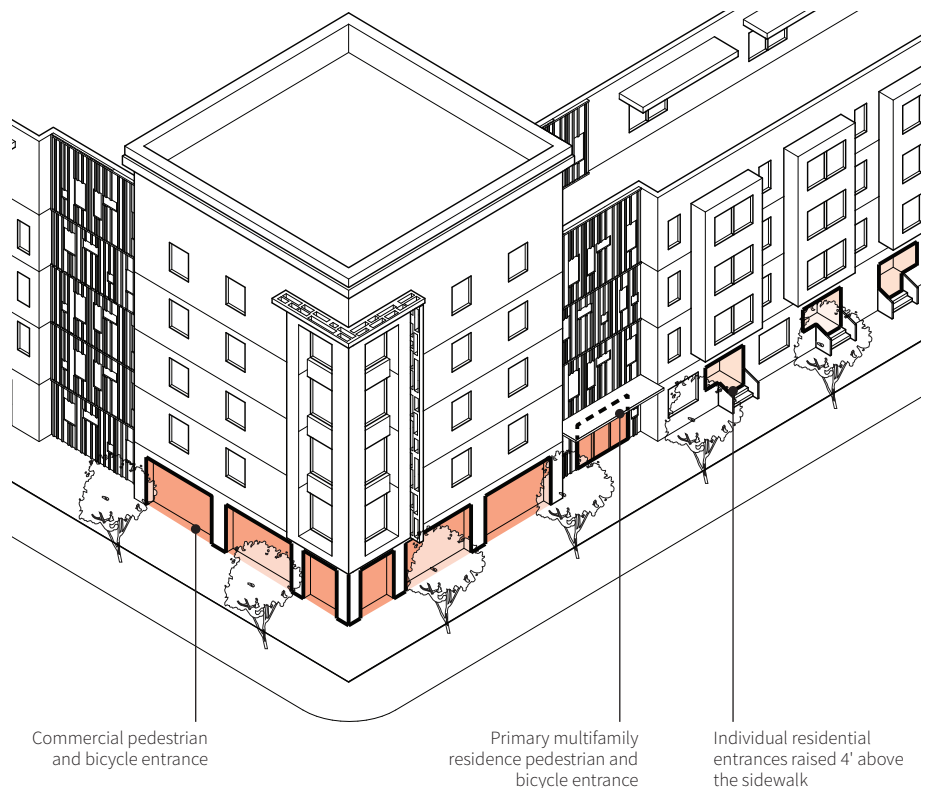 Commercial pedestrian
and bicycle entrance
Primary multifamily
residence pedestrian and
bicycle entrance
Individual residential
entrances raised 4' above
the sidewalk